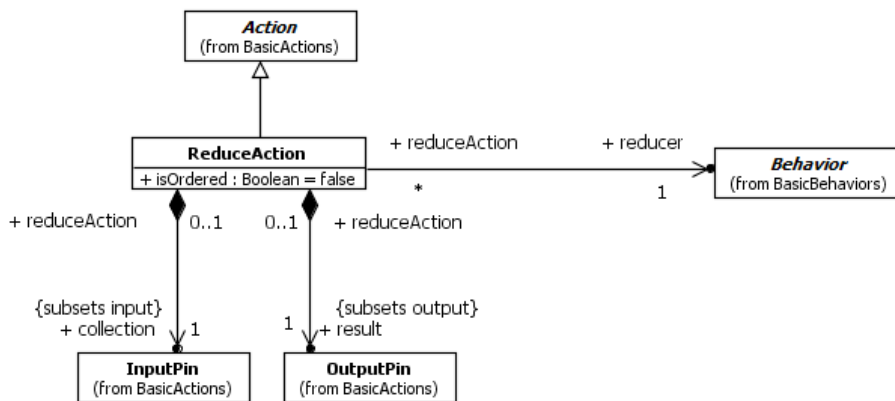 Action
(from BasicActions)
+ reduceAction
+ reducer
ReduceAction
+ isOrdered : Boolean = false
*
1
Behavior
(from BasicBehaviors)
+ reduceAction
0..1
0..1
+ reduceAction
{subsets input}
+ collection
1
{subsets output}
1
+ result
InputPin
(from BasicActions)
OutputPin
(from BasicActions)